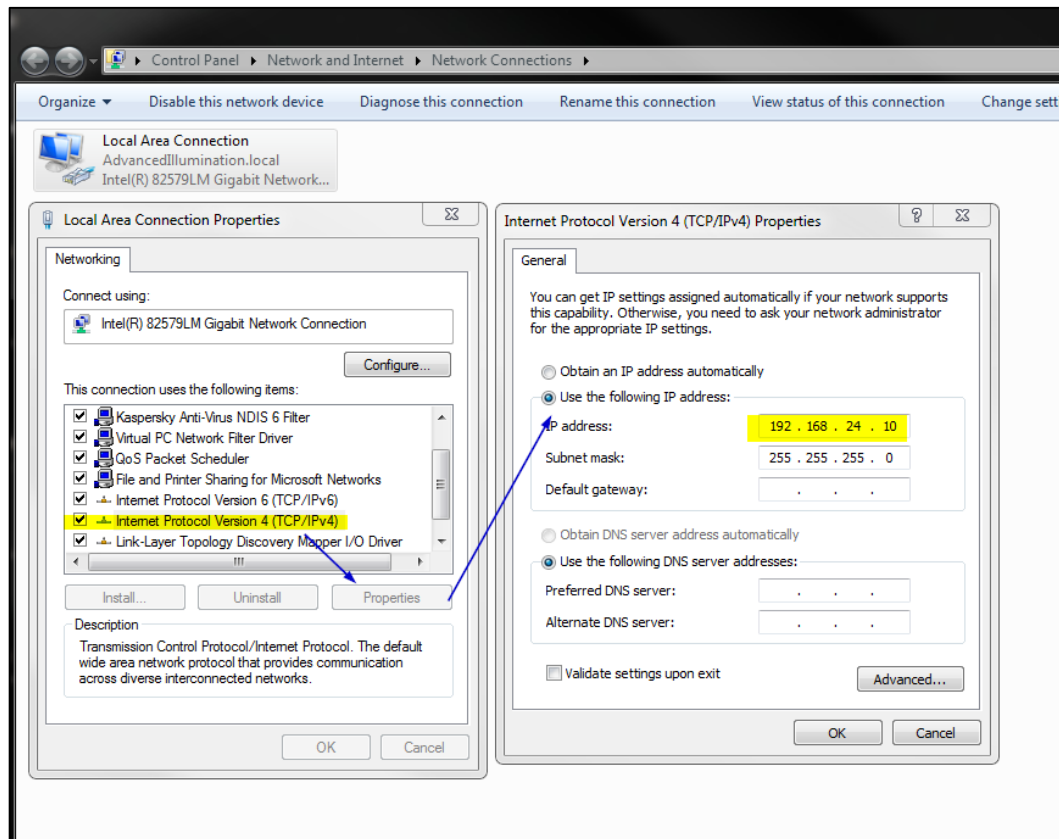 Control Panel Network and Internet Network Connections
Organize Disable this network device Diagnose this connection Rename this connection View status of this connection Change sett
Local Area Connection
AdvancedIllumination.local
Intel(R) 82579LM Gigabit Network...
Local Area Connection Properties
Networking
Connect using:
Intel(R) 82579LM Gigabit Network Connection
Configure...
This connection uses the following items:
Kaspersky Anti-Virus NDIS 6 Filter
Virtual PC Network Filter Driver
QoS Packet Scheduler
File and Printer Sharing for Microsoft Networks
Internet Protocol Version 6 (TCP/IPv6)
Internet Protocol Version 4 (TCP/IPv4)
Link-Layer Topology Discovery Mapper I/O Driver
Install... Uninstall Properties
Description
Transmission Control Protocol/Internet Protocol. The default
wide area network protocol that provides communication
across diverse interconnected networks.
OK Cancel
Internet Protocol Version 4 (TCP/IPv4) Properties
General
You can get IP settings assigned automatically if your network supports
this capability. Otherwise, you need to ask your network administrator
for the appropriate IP settings.
Obtain an IP address automatically
Use the following IP address:
IP address: 192 . 168 . 24 . 10
Subnet mask: 255 . 255 . 255 . 0
Default gateway: . . .
Obtain DNS server address automatically
Use the following DNS server addresses:
Preferred DNS server: . . .
Alternate DNS server: . . .
Validate settings upon exit
Advanced...
OK Cancel